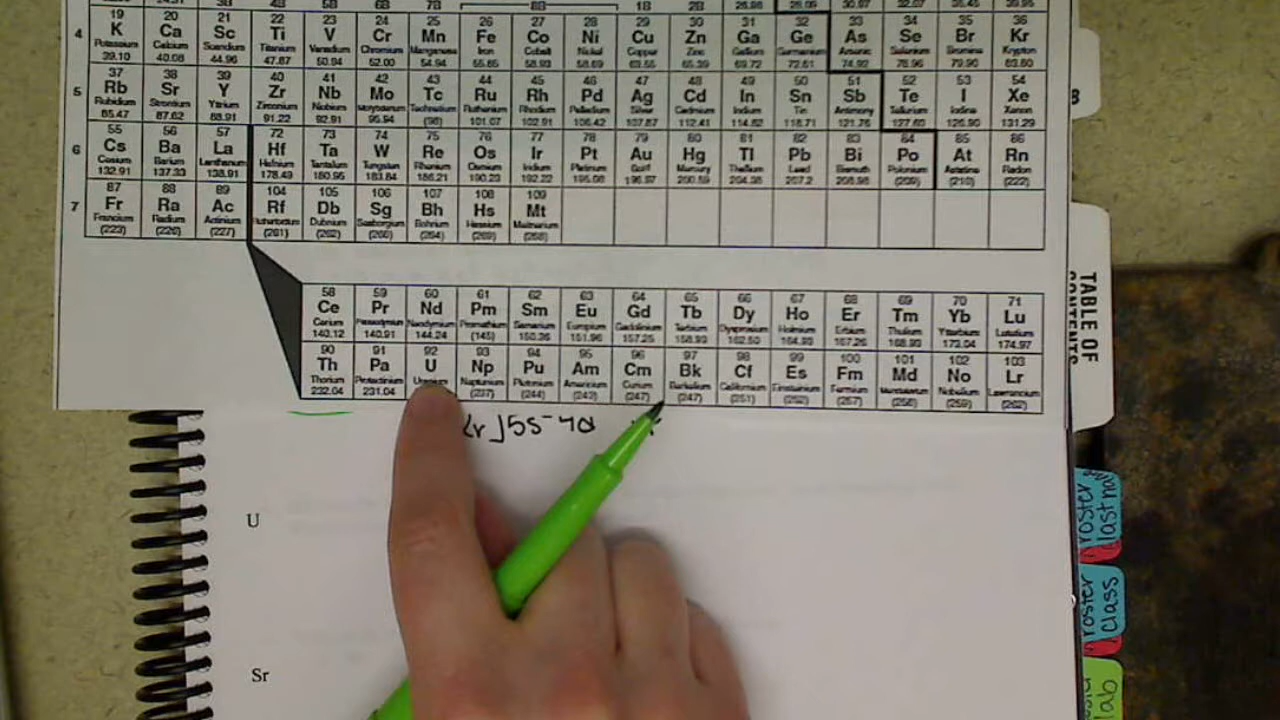 8B 1B 2B 26.98 28.09 30.97 32.07 35.45 39.95
19 20 21 22 23 24 25 26 27 28 29 30 31 32 33 34 35 36
4 K Ca Sc Ti V Cr Mn Fe Co Ni Cu Zn Ga Ge As Se Br Kr
Potassium Calcium Scandium Titanium Vanadium Chromium Manganese Iron Cobalt Nickel Copper Zinc Gallium Germanium Arsenic Selenium Bromine Krypton
39.10 40.08 44.96 47.87 50.94 52.00 54.94 55.85 58.93 58.69 63.55 65.39 69.72 72.61 74.92 78.96 79.90 83.80
37 38 39 40 41 42 43 44 45 46 47 48 49 50 51 52 53 54
5 Rb Sr Y Zr Nb Mo Tc Ru Rh Pd Ag Cd In Sn Sb Te I Xe
Rubidium Strontium Yttrium Zirconium Niobium Molybdenum Technetium Ruthenium Rhodium Palladium Silver Cadmium Indium Tin Antimony Tellurium Iodine Xenon
85.47 87.62 88.91 91.22 92.91 95.94 (98) 101.07 102.91 106.42 107.87 112.41 114.82 118.71 121.76 127.60 126.90 131.29
55 56 57 72 73 74 75 76 77 78 79 80 81 82 83 84 85 86
6 Cs Ba La Hf Ta W Re Os Ir Pt Au Hg Tl Pb Bi Po At Rn
Cesium Barium Lanthanum Hafnium Tantalum Tungsten Rhenium Osmium Iridium Platinum Gold Mercury Thallium Lead Bismuth Polonium Astatine Radon
132.91 137.33 138.91 178.49 180.95 183.84 186.21 190.23 192.22 195.08 196.97 200.59 204.38 207.2 208.98 (209) (210) (222)
87 88 89 104 105 106 107 108 109
7 Fr Ra Ac Rf Db Sg Bh Hs Mt
Francium Radium Actinium Rutherfordium Dubnium Seaborgium Bohrium Hassium Meitnerium
(223) (226) (227) (261) (262) (266) (264) (269) (268)
58 59 60 61 62 63 64 65 66 67 68 69 70 71
Ce Pr Nd Pm Sm Eu Gd Tb Dy Ho Er Tm Yb Lu
Cerium Praseodymium Neodymium Promethium Samarium Europium Gadolinium Terbium Dysprosium Holmium Erbium Thulium Ytterbium Lutetium
140.12 140.91 144.24 (145) 150.36 151.96 157.25 158.93 162.50 164.93 167.26 168.93 173.04 174.97
90 91 92 93 94 95 96 97 98 99 100 101 102 103
Th Pa U Np Pu Am Cm Bk Cf Es Fm Md No Lr
Thorium Protactinium Uranium Neptunium Plutonium Americium Curium Berkelium Californium Einsteinium Fermium Mendelevium Nobelium Lawrencium
232.04 231.04 (237) (244) (243) (247) (247) (251) (252) (257) (258) (259) (262)
r]5s 4d
U
Sr
TABLE OF
CONTENTS
roster
last na
roster
class
lab